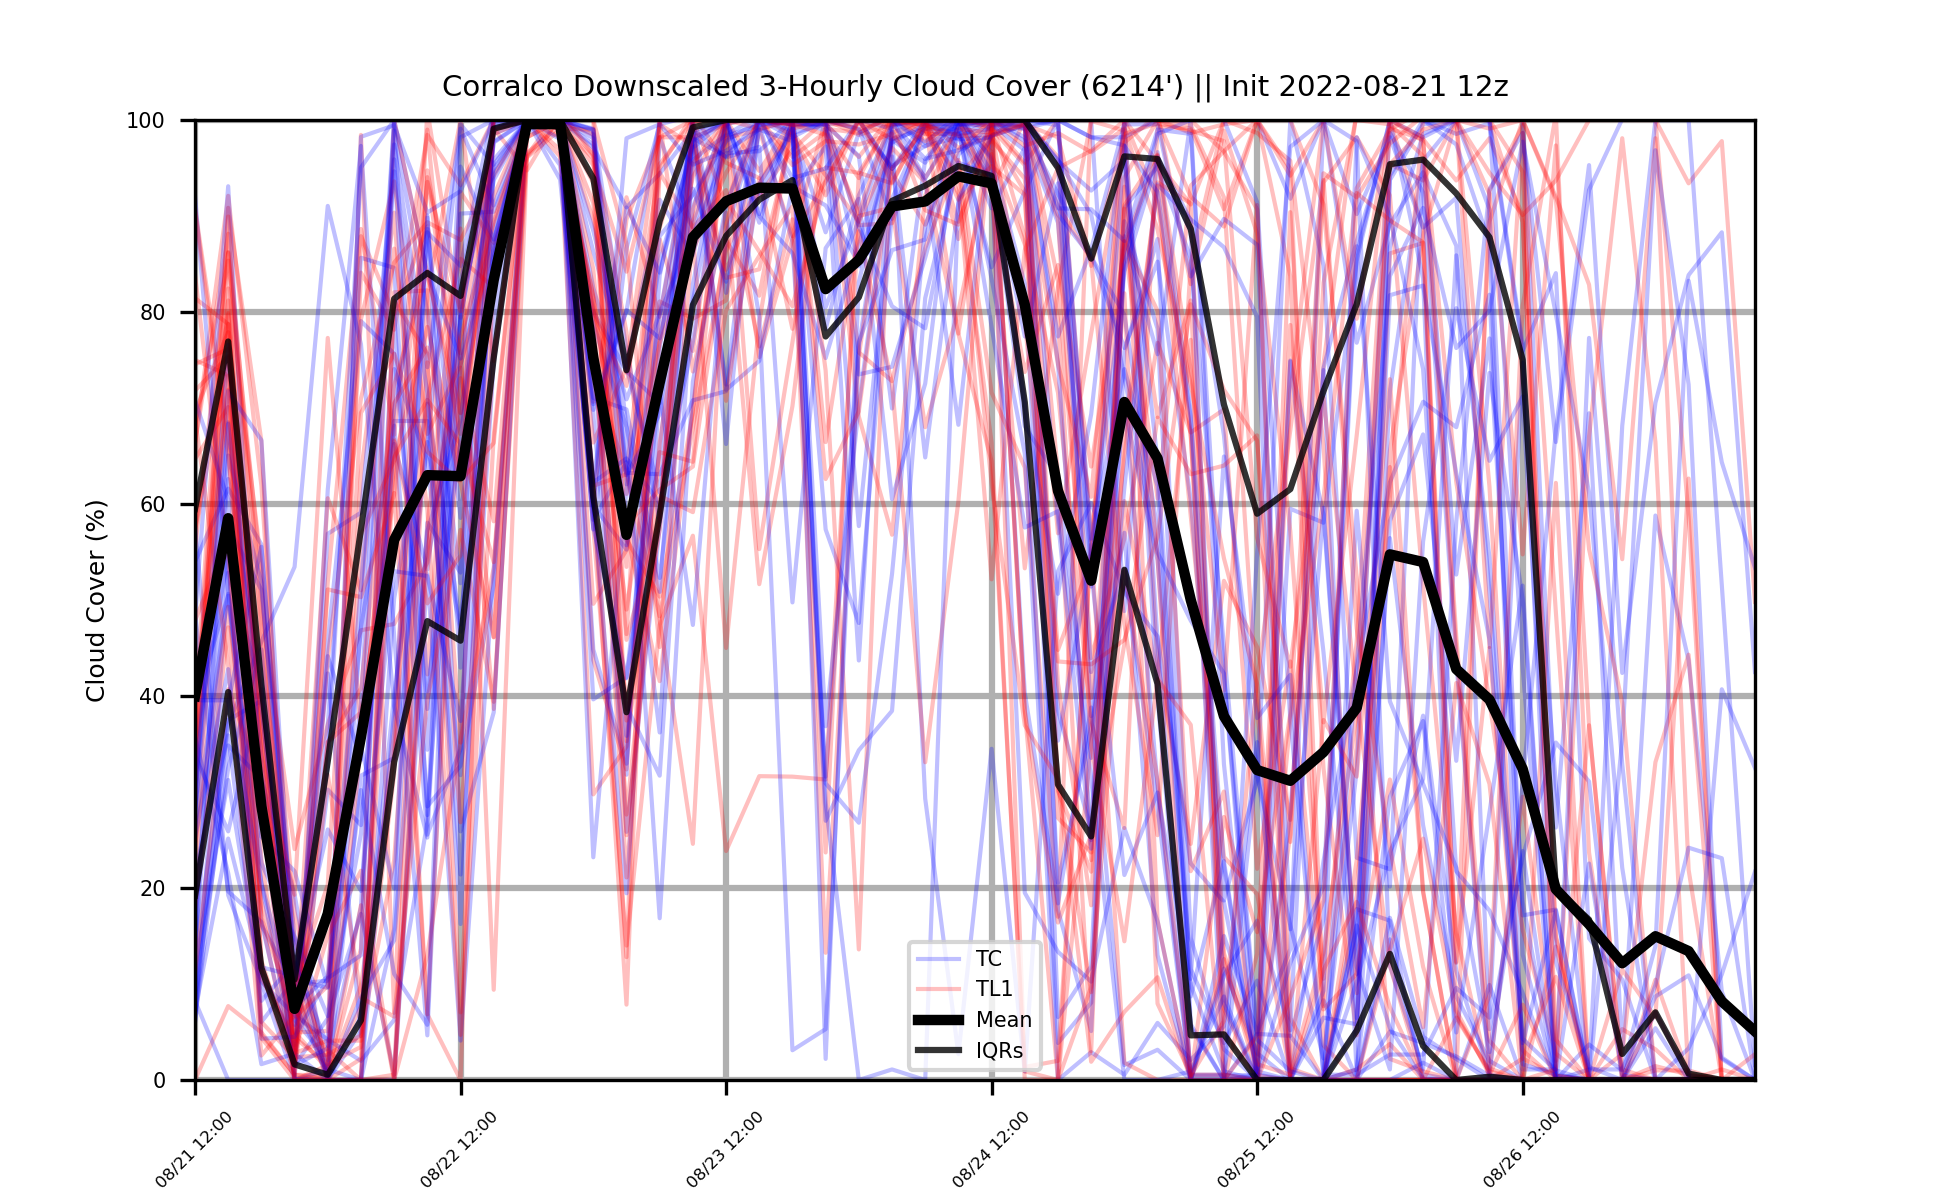 Corralco Downscaled 3-Hourly Cloud Cover (6214') || Init 2022-08-21 12z
Cloud Cover (%)
100
80
60
40
20
0
TC
TL1
Mean
IQRs
08/21 12:00
08/22 12:00
08/23 12:00
08/24 12:00
08/25 12:00
08/26 12:00